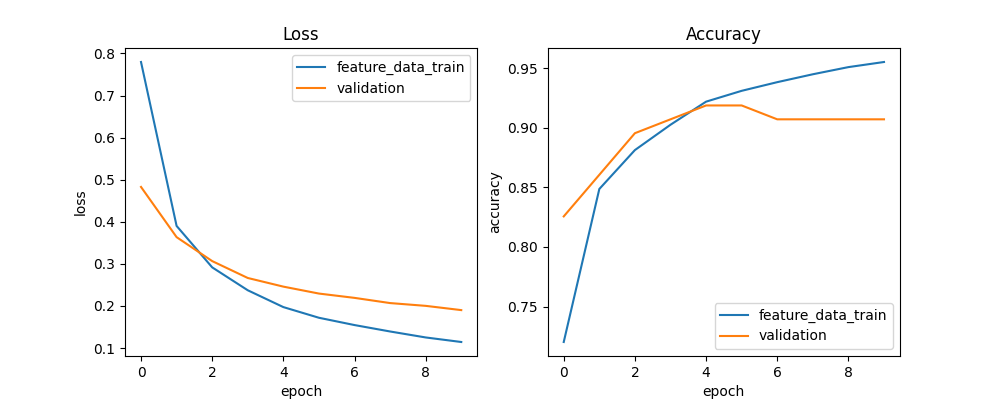 Loss
0.8
0.7
0.6
0.5
0.4
0.3
0.2
0.1
loss
0
2
4
6
8
epoch
feature_data_train
validation
Accuracy
0.95
0.90
0.85
0.80
0.75
accuracy
0
2
4
6
8
epoch
feature_data_train
validation